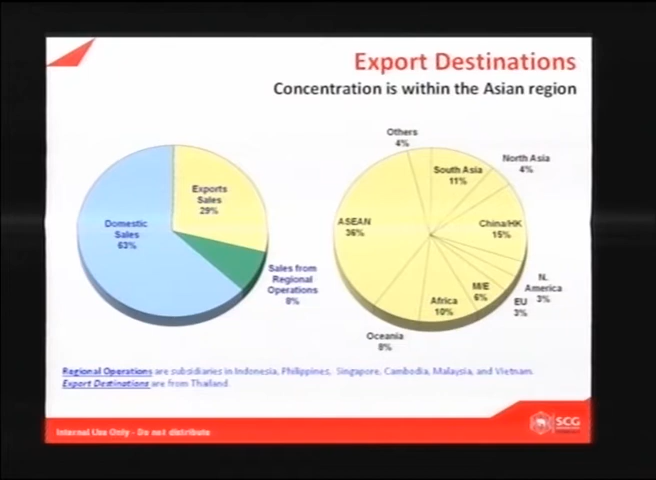 Export Destinations
Concentration is within the Asian region
Exports
Sales
29%
Domestic
Sales
63%
Sales from
Regional
Operations
8%
Others
4%
South Asia
11%
North Asia
4%
ASEAN
36%
China/HK
15%
N.
America
3%
M/E
6%
EU
3%
Africa
10%
Oceania
8%
Regional Operations are subsidiaries in Indonesia, Philippines, Singapore, Cambodia, Malaysia, and Vietnam.
Export Destinations are from Thailand.
Internal Use Only - Do not distribute
SCG